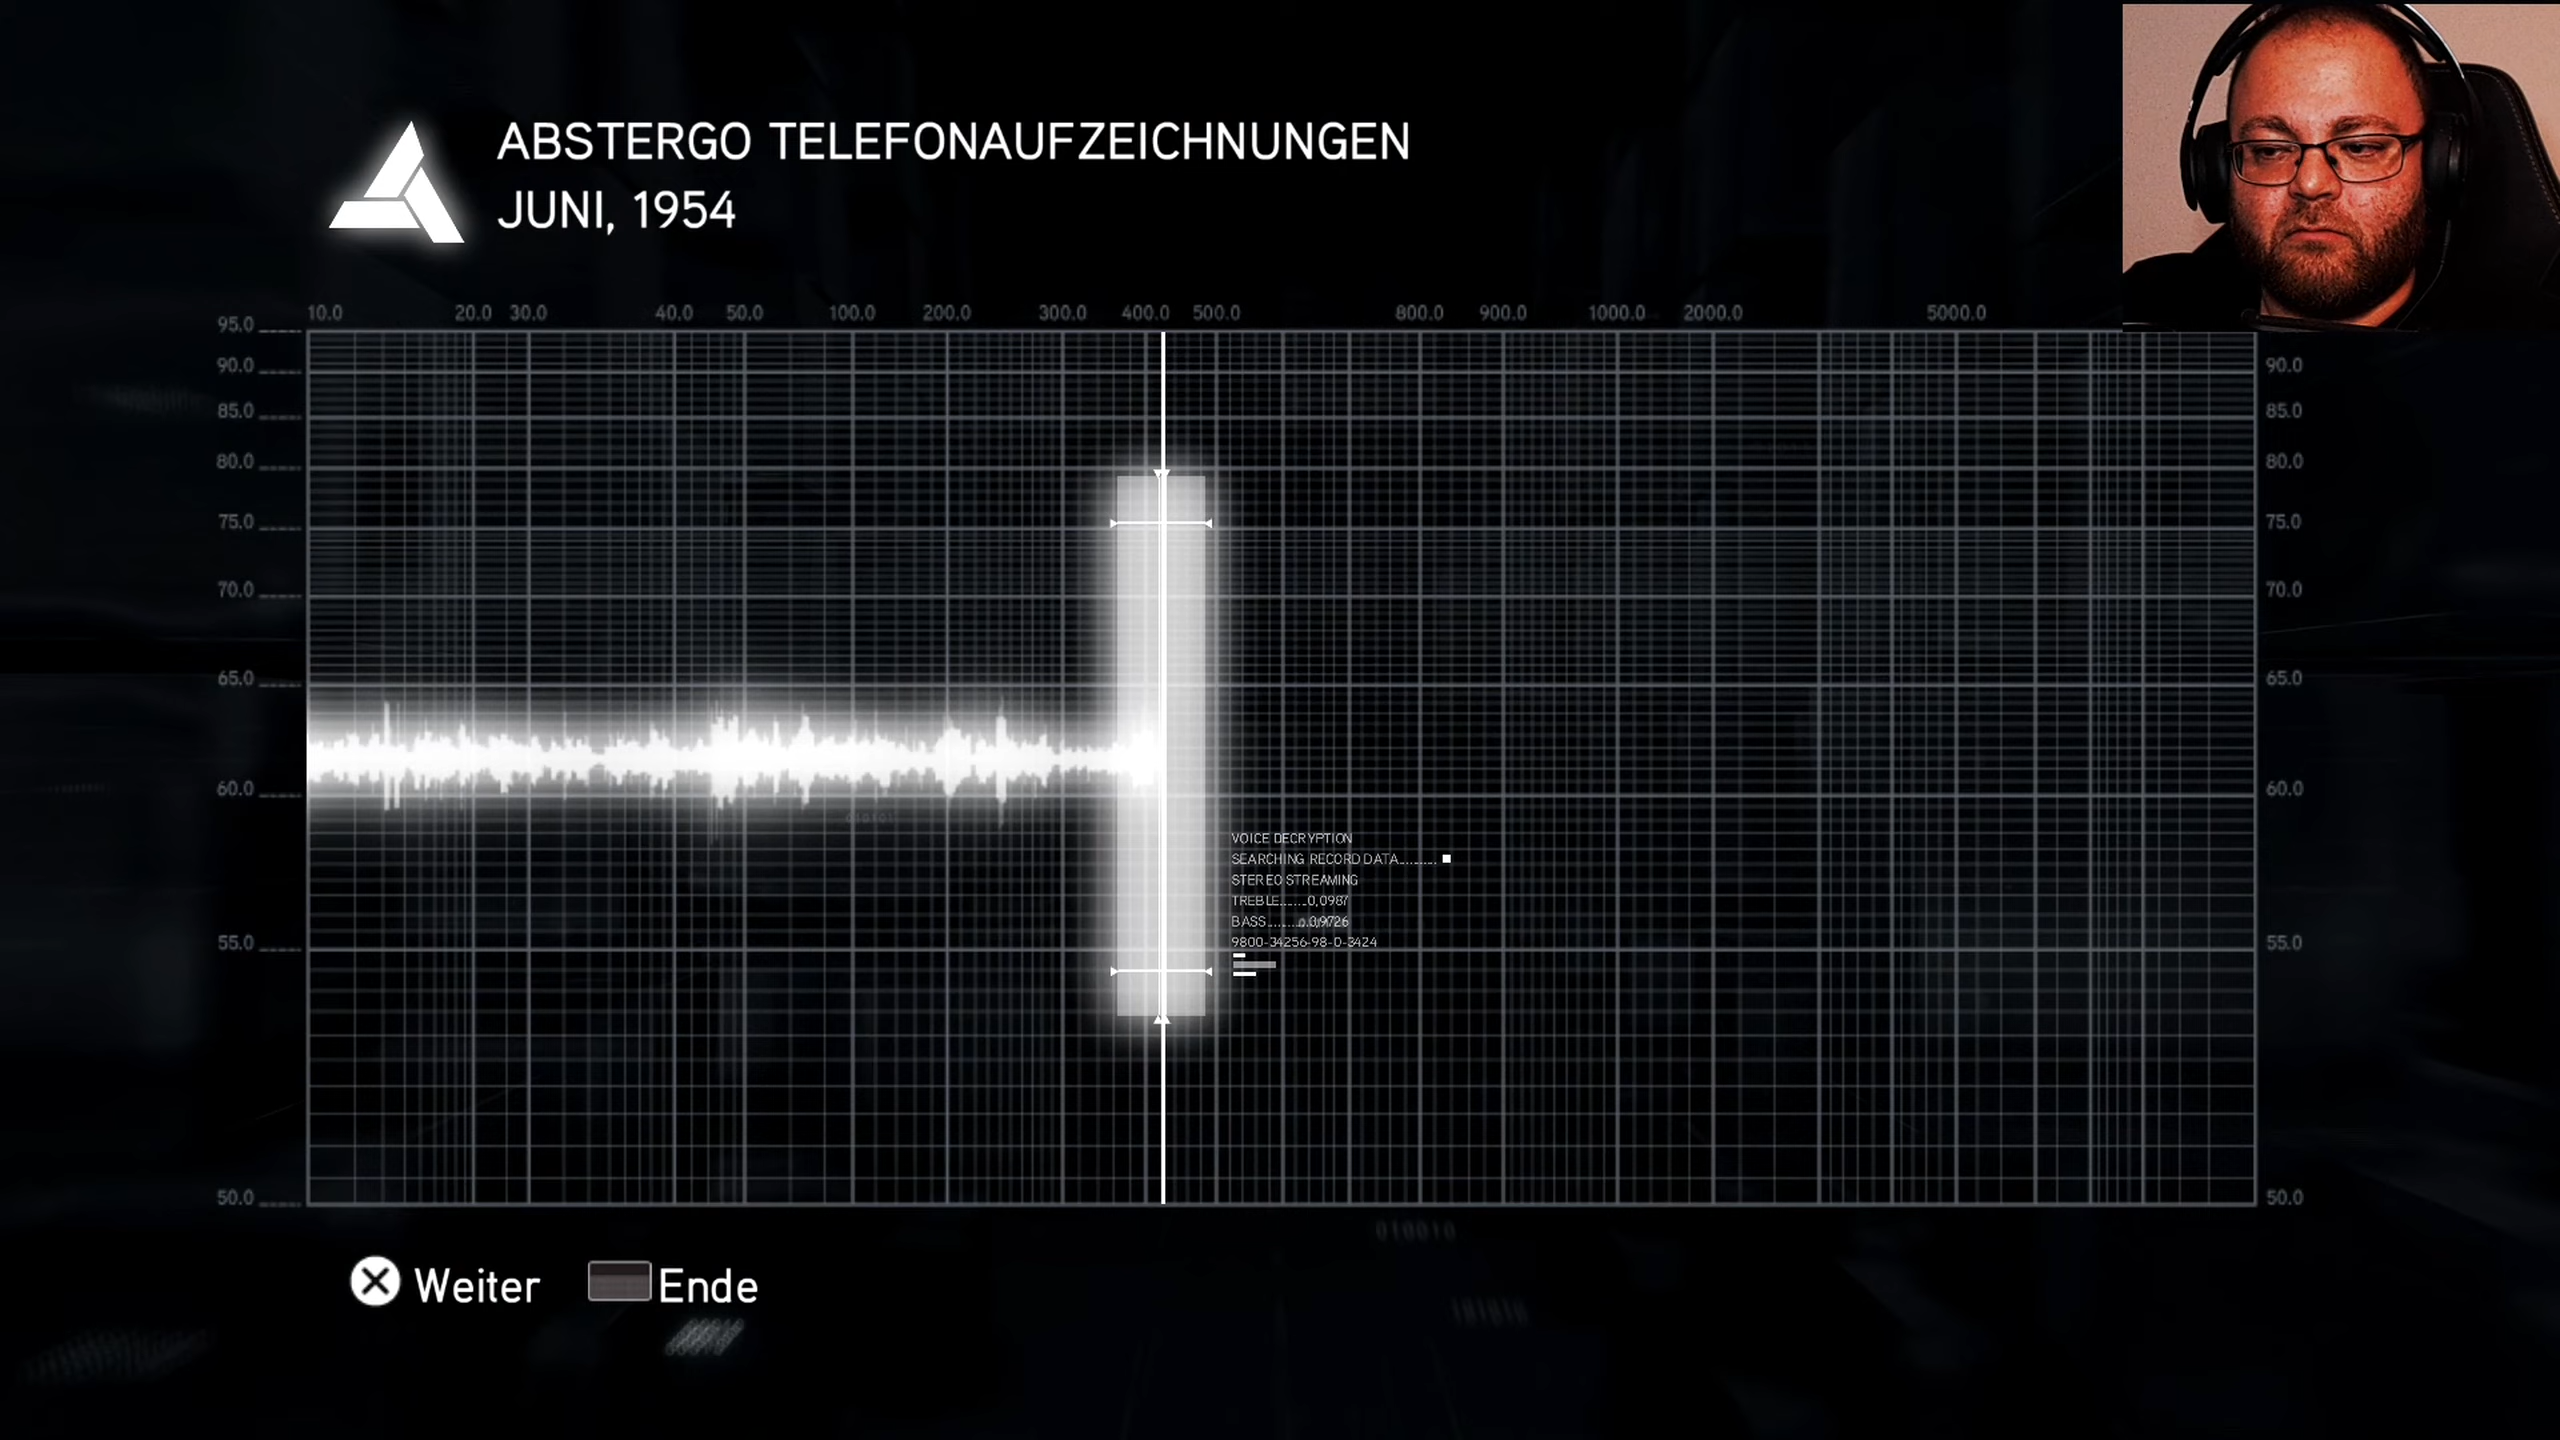 ABSTERGO TELEFONAUFZEICHNUNGEN
JUNI, 1954
10.0 20.0 30.0 40.0 50.0 100.0 200.0 300.0 400.0 500.0 800.0 900.0 1000.0 2000.0 5000.0
95.0
90.0 90.0
85.0 85.0
80.0 80.0
75.0 75.0
70.0 70.0
65.0 65.0
60.0 60.0
VOICE DECRYPTION
SEARCHING RECORD DATA..........
STEREO STREAMING
TREBLE.......0,0987
BASS
55.0 9800-34256-98-0-3424 55.0
50.0 50.0
010010
Weiter Ende